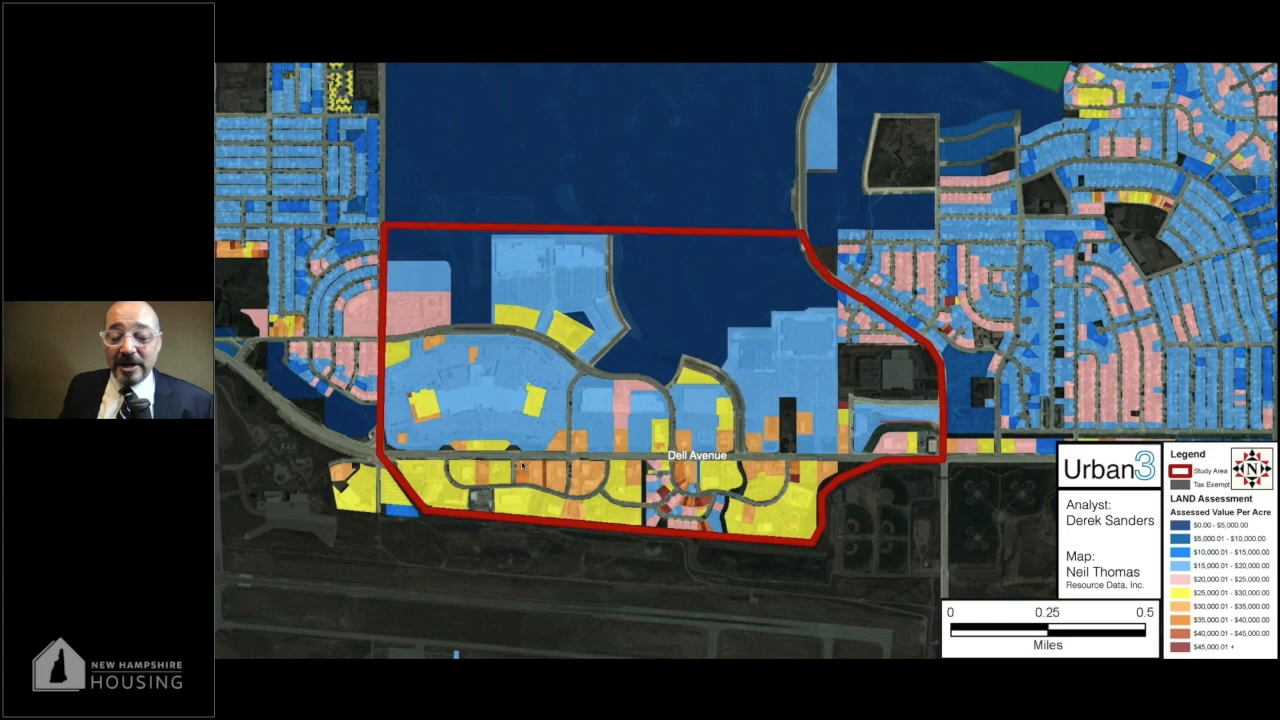 Dell Avenue
Urban3
Analyst:
Derek Sanders
Map:
Neil Thomas
Resource Data, Inc.
0 0.25 0.5
Miles
Legend
N
Study Area
Tax Exempt
LAND Assessment
Assessed Value Per Acre
$0.00 - $5,000.00
$5,000.01 - $10,000.00
$10,000.01 - $15,000.00
$15,000.01 - $20,000.00
$20,000.01 - $25,000.00
$25,000.01 - $30,000.00
$30,000.01 - $35,000.00
$35,000.01 - $40,000.00
$40,000.01 - $45,000.00
$45,000.01 +
NEW HAMPSHIRE
HOUSING